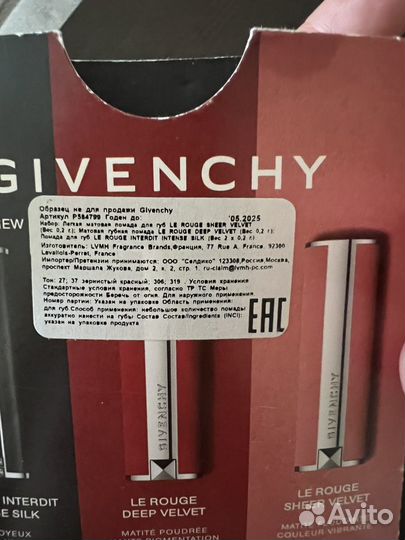 GIVENCHY
EW
Образец не для продажи Givenchy
Артикул P384799 Годен до: 05.2025
Набор: Легкая матовая помада для губ LE ROUGE SHEER VELVET
(Вес 0,2 г); Матовая губная помада LE ROUGE DEEP VELVET (Вес 0,2 г);
Помада для губ LE ROUGE INTERDIT INTENSE SILK (Вес 2 x 0,2 г)
Изготовитель: LVMH Fragrance Brands,Франция, 77 Rue A. France. 92300
Levallois-Perret, France
Импортер/Претензии принимаются: ООО "Селдико" 123308,Россия,Москва,
проспект Маршала Жукова, дом 2, к. 2, стр. 1. ru-claim@lvmh-pc.com
Тон: 27; 37 зернистый красный; 306; 319 . Условия хранения
Стандартные условия хранения, согласно ТР ТС Меры
предосторожности Беречь от огня. Для наружного применения.
Номер партии: Указан на упаковке Область применения:
для губ.Способ применения: небольшое количество помады
аккуратно нанести на губы Состав Состав/Ingredients (INCI):
указан на упаковке продукта
EAC
GIVENCHY
GIVENCHY
INTERDIT
SE SILK
OYEUX
LE ROUGE
DEEP VELVET
MATITÉ POUDRÉE
LE ROUGE
SHEER VELVET
COULEUR VIBRANTE
Avito